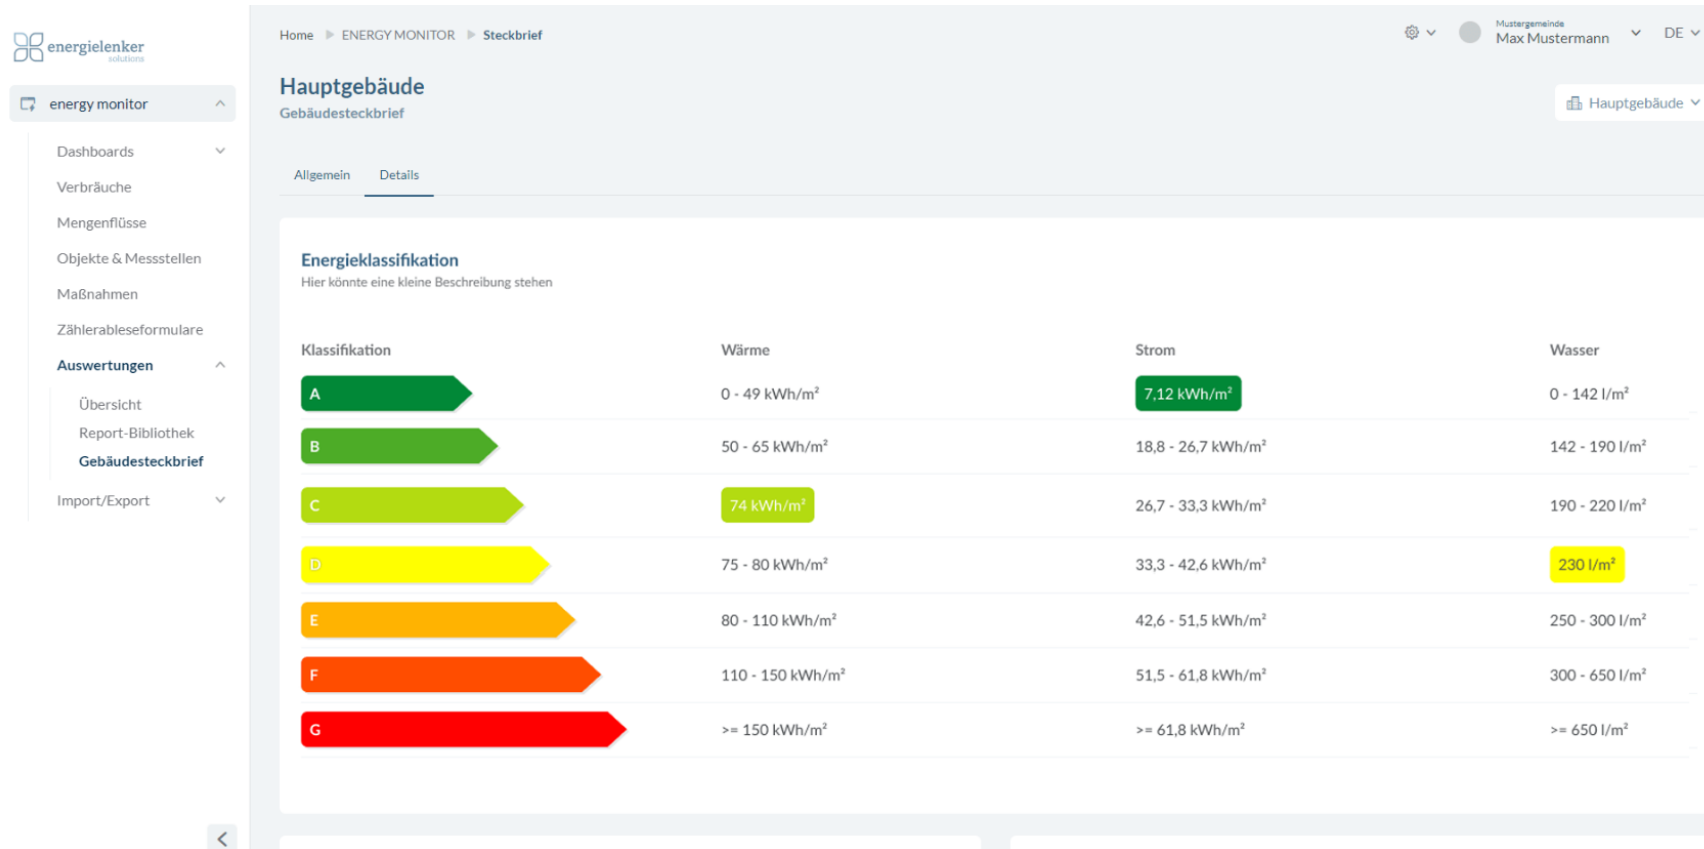 energielenker
solutions
energy monitor
Dashboards
Verbräuche
Mengenflüsse
Objekte & Messstellen
Maßnahmen
Zählerableseformulare
Auswertungen
Übersicht
Report-Bibliothek
Gebäudesteckbrief
Import/Export
Home ENERGY MONITOR Steckbrief
Mustergemeinde
Max Mustermann
DE
Hauptgebäude
Gebäudesteckbrief
Hauptgebäude
Allgemein Details
Energieklassifikation
Hier könnte eine kleine Beschreibung stehen
Klassifikation Wärme Strom Wasser
A 0 - 49 kWh/m² 7,12 kWh/m² 0 - 142 l/m²
B 50 - 65 kWh/m² 18,8 - 26,7 kWh/m² 142 - 190 l/m²
C 74 kWh/m² 26,7 - 33,3 kWh/m² 190 - 220 l/m²
D 75 - 80 kWh/m² 33,3 - 42,6 kWh/m² 230 l/m²
E 80 - 110 kWh/m² 42,6 - 51,5 kWh/m² 250 - 300 l/m²
F 110 - 150 kWh/m² 51,5 - 61,8 kWh/m² 300 - 650 l/m²
G >= 150 kWh/m² >= 61,8 kWh/m² >= 650 l/m²